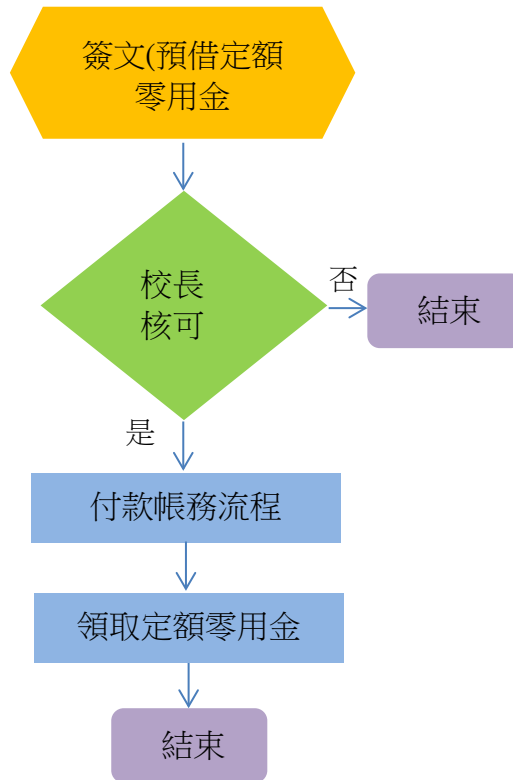 簽文(預借定額
零用金
校長
核可
否
結束
是
付款帳務流程
領取定額零用金
結束